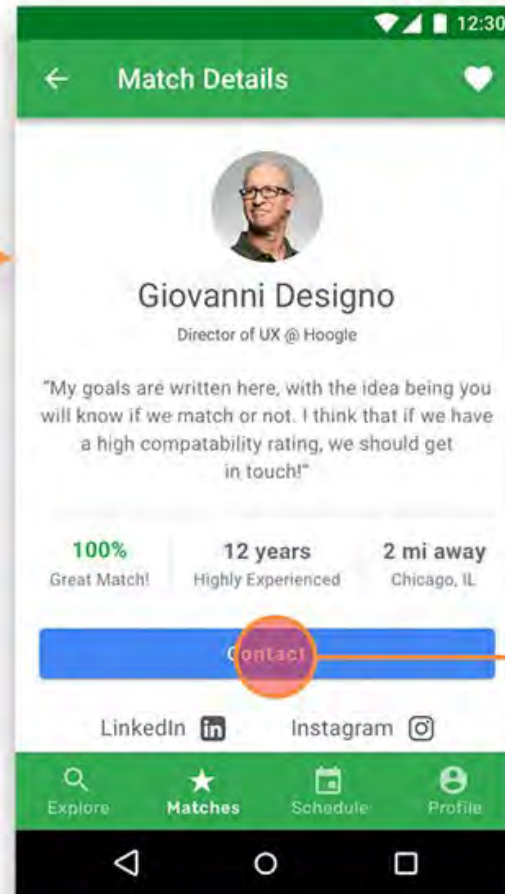 12:30
Match Details
Giovanni Designo
Director of UX @ Hoogle
"My goals are written here, with the idea being you
will know if we match or not. I think that if we have
a high compatability rating, we should get
in touch!"
100% 12 years 2 mi away
Great Match! Highly Experienced Chicago, IL
Contact
LinkedIn in Instagram
Explore Matches Schedule Profile